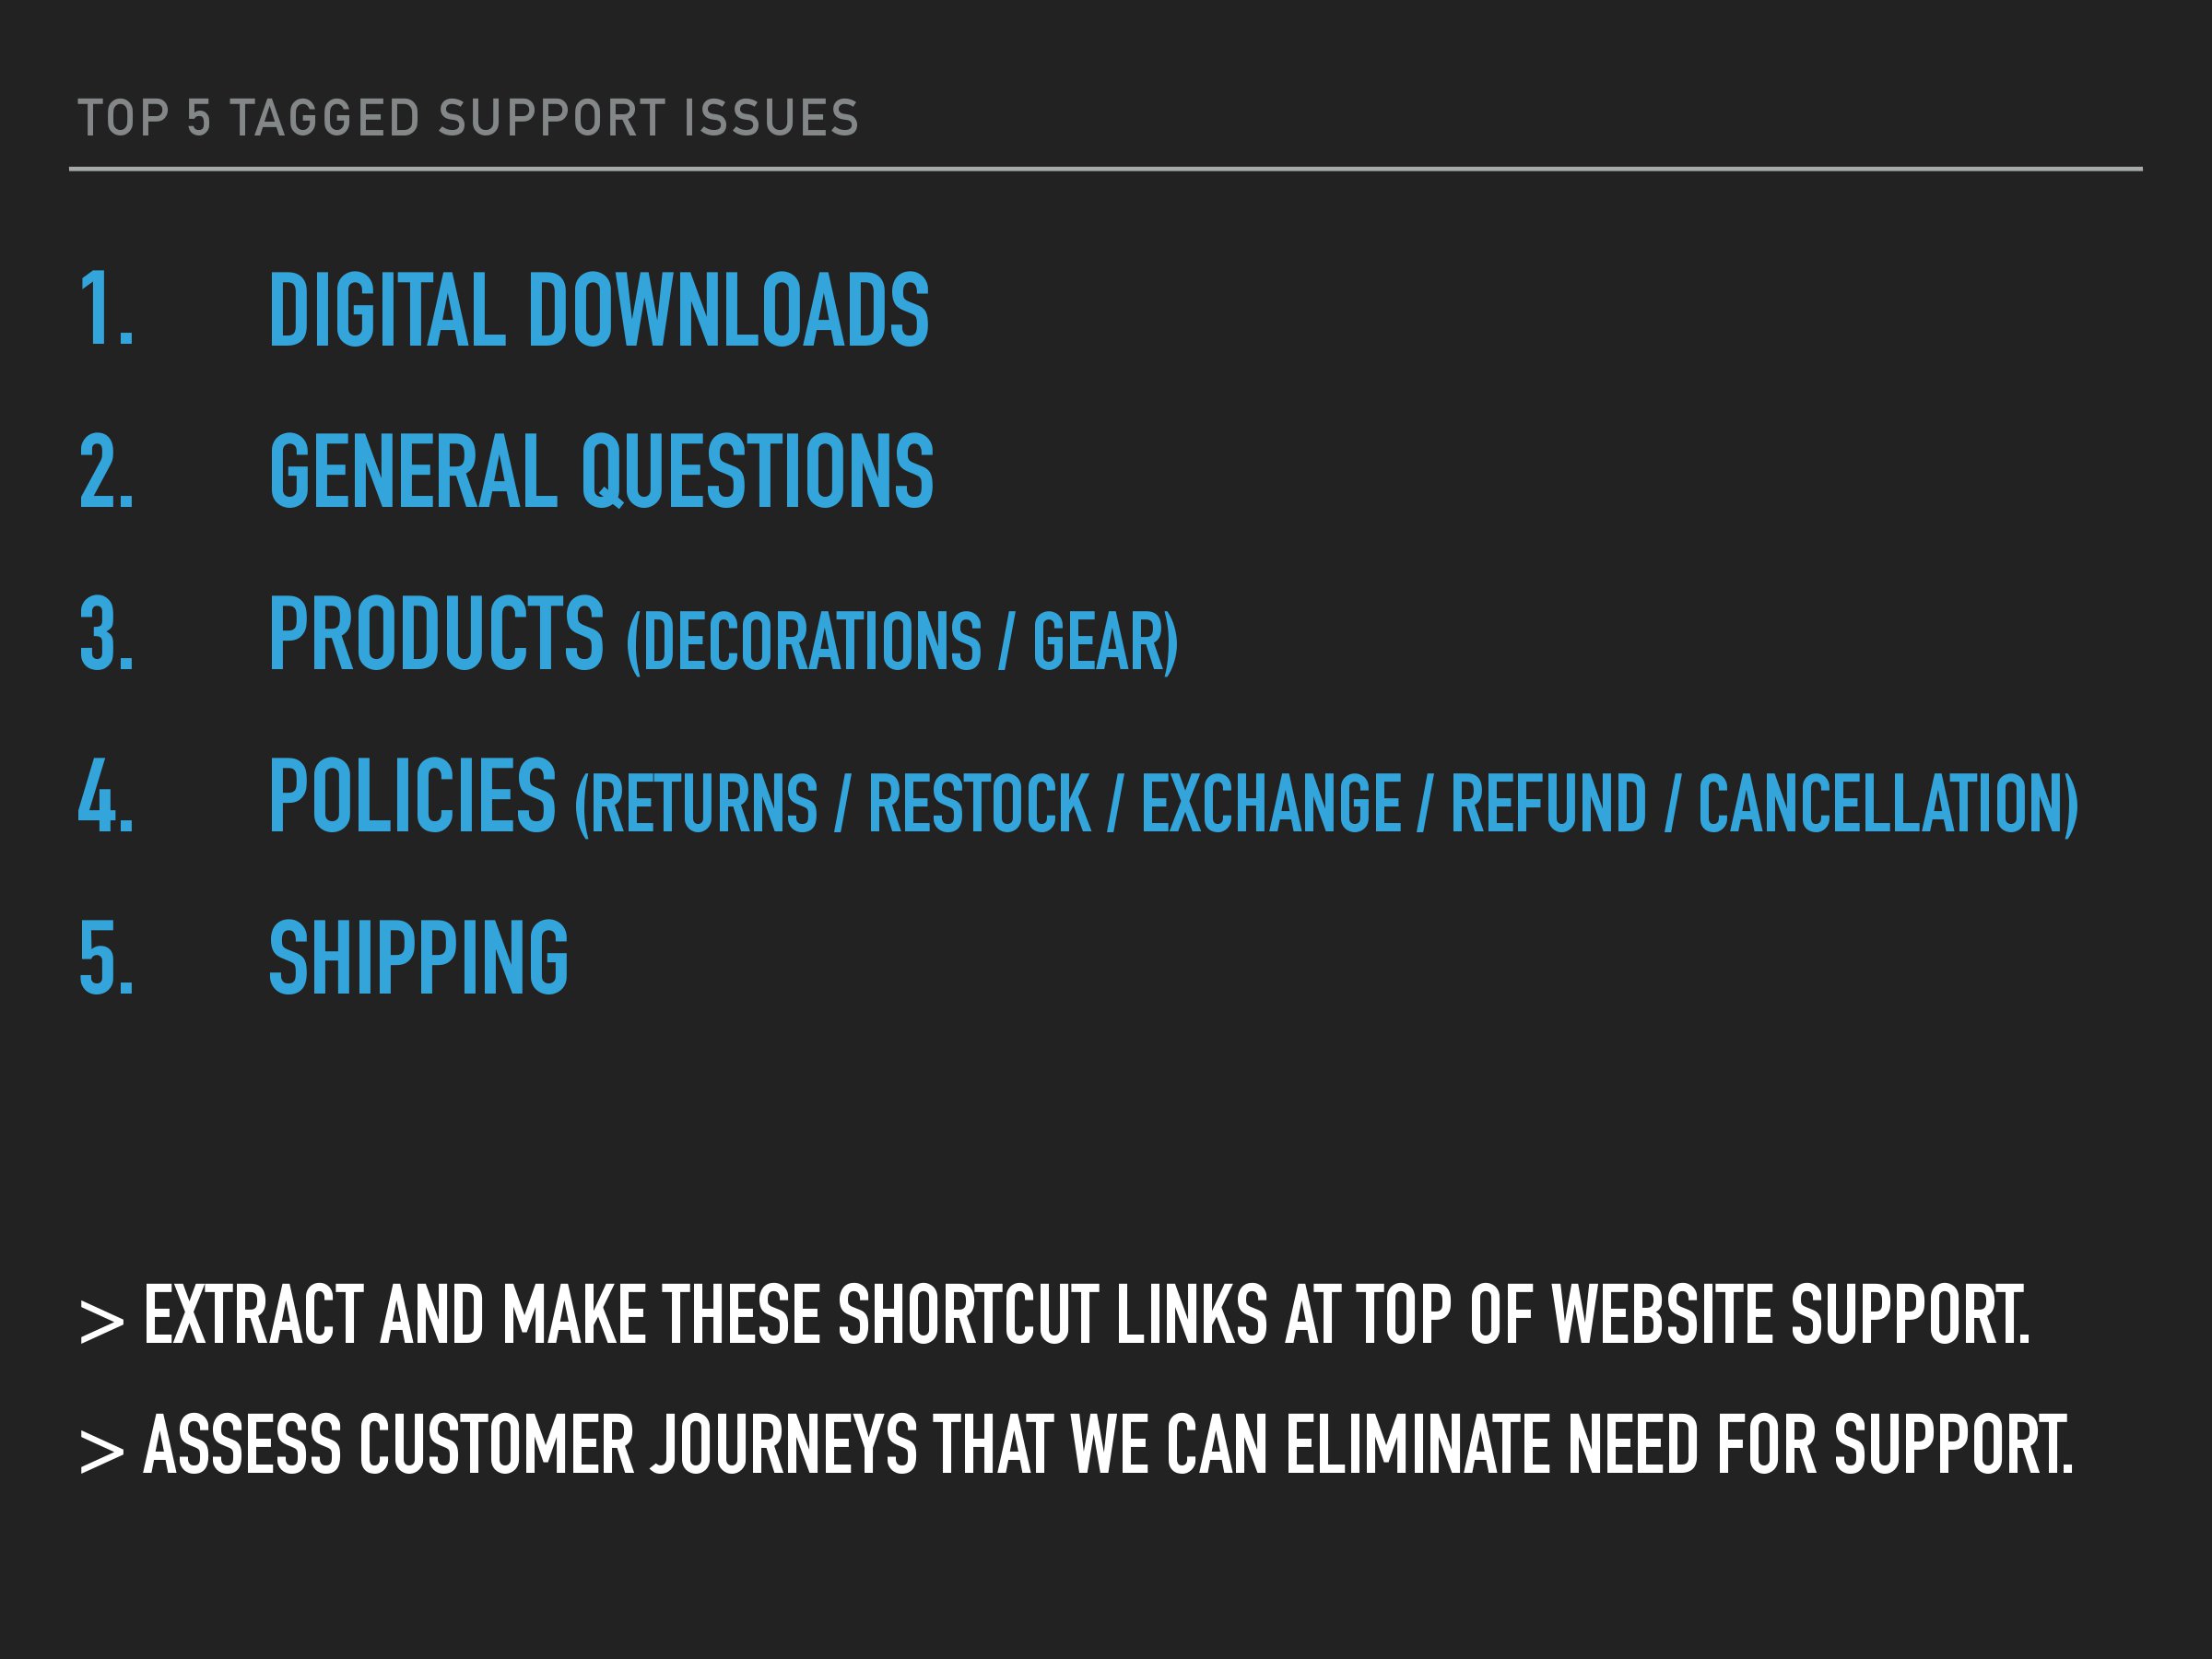 TOP 5 TAGGED SUPPORT ISSUES
1. DIGITAL DOWNLOADS
2. GENERAL QUESTIONS
3. PRODUCTS (DECORATIONS / GEAR)
4. POLICIES (RETURNS / RESTOCK / EXCHANGE / REFUND / CANCELLATION)
5. SHIPPING
> EXTRACT AND MAKE THESE SHORTCUT LINKS AT TOP OF WEBSITE SUPPORT.
> ASSESS CUSTOMER JOURNEYS THAT WE CAN ELIMINATE NEED FOR SUPPORT.